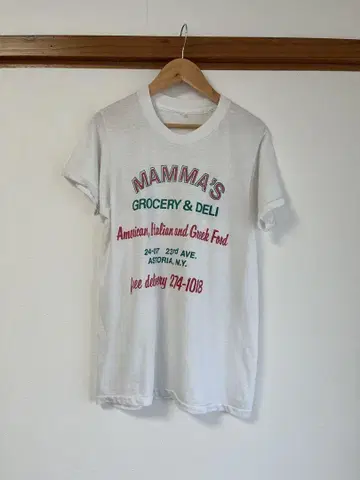 MAMMA'S
GROCERY & DELI
American, Italian and Greek Food
24-07 23rd AVE.
ASTORIA, N.Y.
free delivery 274-1018